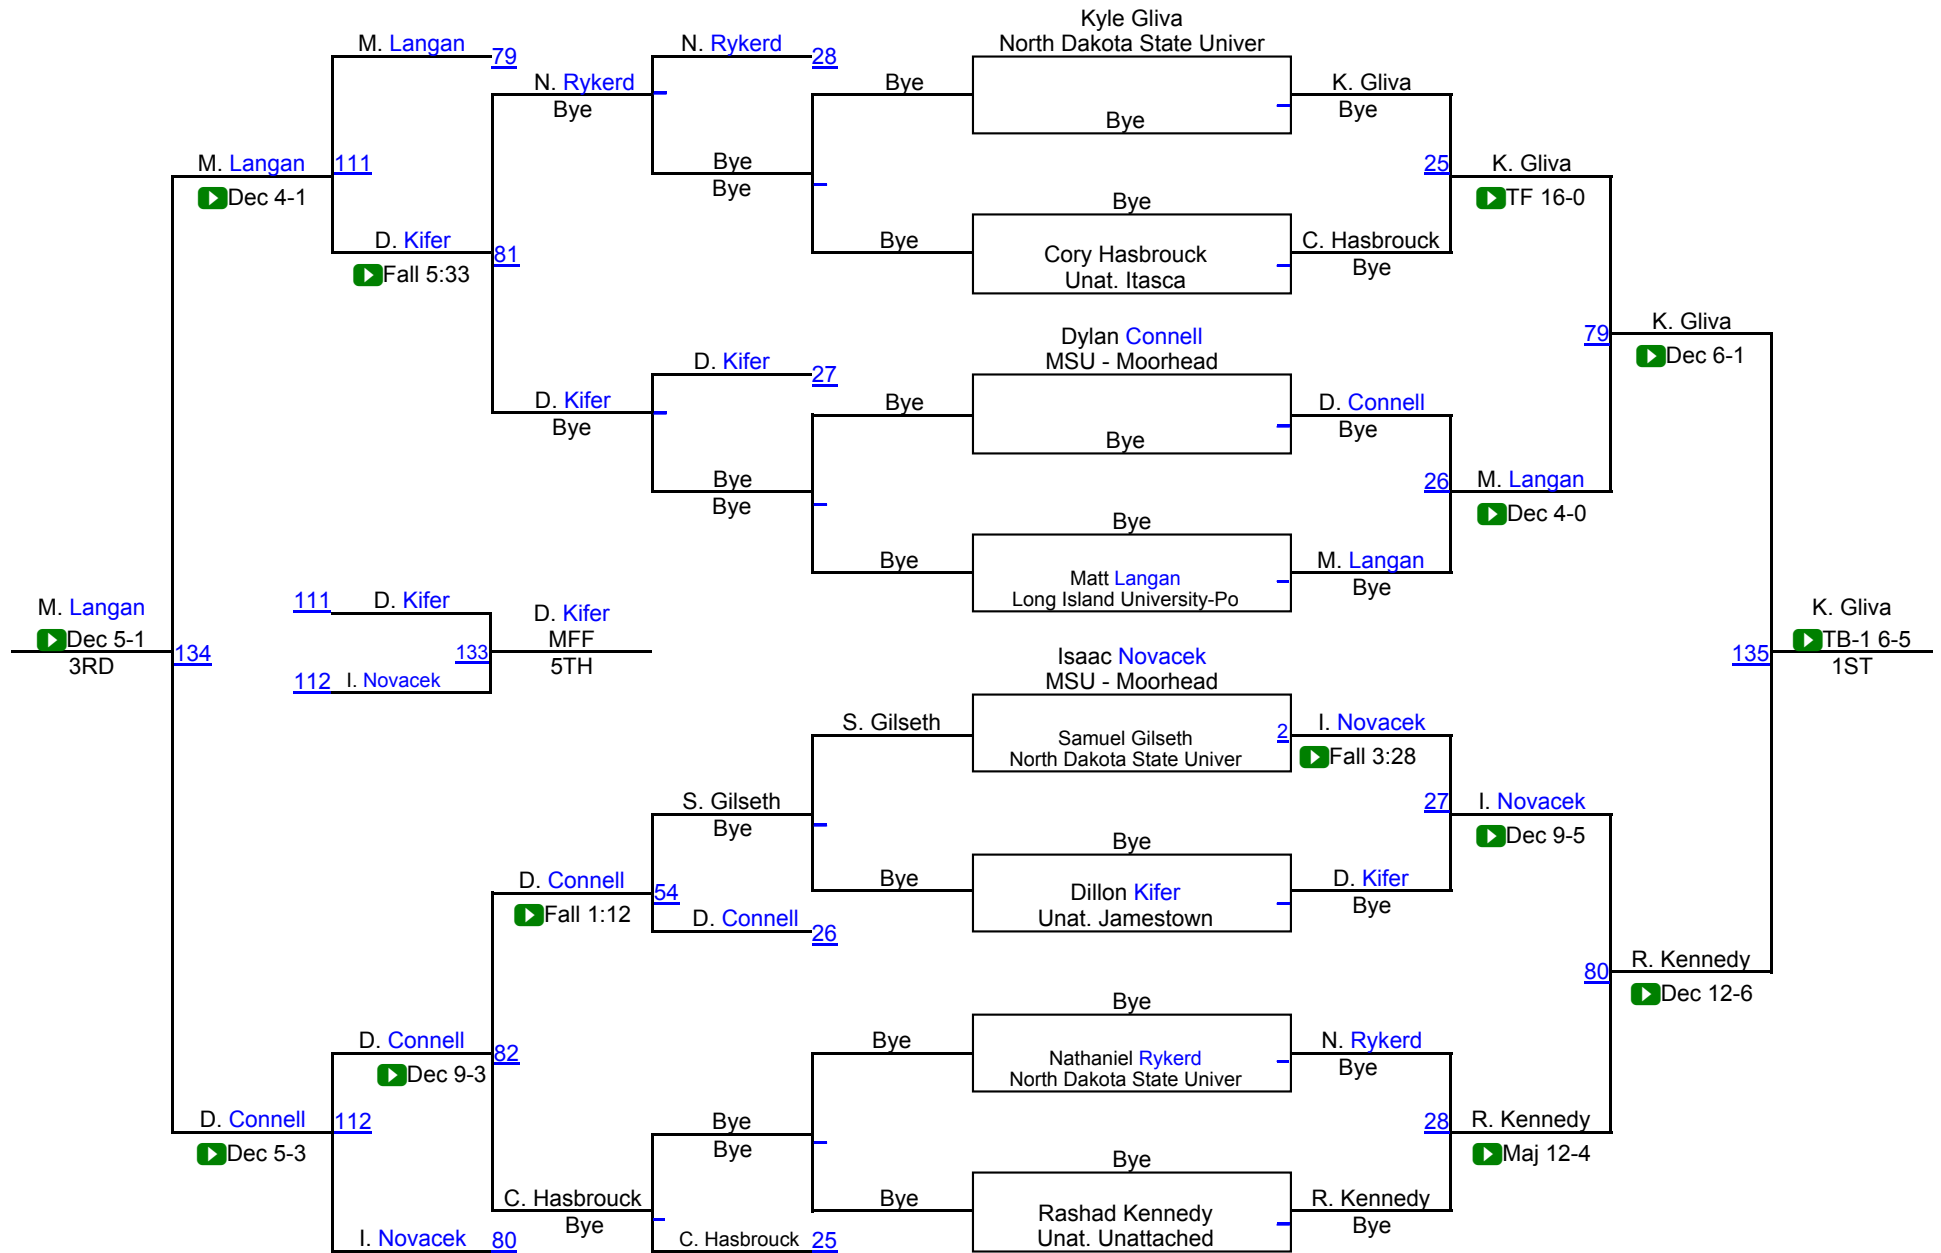 Kyle Gliva
North Dakota State Univer
M. Langan
79
N. Rykerd
28
N. Rykerd
Bye
Bye
Bye
K. Gliva
Bye
M. Langan
111
Dec 4-1
Bye
Bye
25
K. Gliva
TF 16-0
Bye
D. Kifer
81
Fall 5:33
Bye
Cory Hasbrouck
Unat. Itasca
C. Hasbrouck
Bye
Dylan Connell
MSU - Moorhead
79
K. Gliva
Dec 6-1
D. Kifer
27
D. Kifer
Bye
Bye
Bye
D. Connell
Bye
Bye
Bye
26
M. Langan
Dec 4-0
Bye
Bye
Matt Langan
Long Island University-Po
M. Langan
Bye
M. Langan
Dec 5-1
3RD
134
111
D. Kifer
133
112
I. Novacek
D. Kifer
MFF
5TH
K. Gliva
TB-1 6-5
1ST
135
Isaac Novacek
MSU - Moorhead
S. Gilseth
Samuel Gilseth
North Dakota State Univer
2
I. Novacek
Fall 3:28
S. Gilseth
Bye
27
I. Novacek
Dec 9-5
Bye
D. Connell
54
Fall 1:12
Bye
Dillon Kifer
Unat. Jamestown
D. Kifer
Bye
D. Connell
26
80
R. Kennedy
Dec 12-6
Bye
D. Connell
82
Dec 9-3
Bye
Nathaniel Rykerd
North Dakota State Univer
N. Rykerd
Bye
D. Connell
112
Dec 5-3
Bye
Bye
28
R. Kennedy
Maj 12-4
Bye
C. Hasbrouck
Bye
Bye
Rashad Kennedy
Unat. Unattached
R. Kennedy
Bye
I. Novacek
80
C. Hasbrouck
25